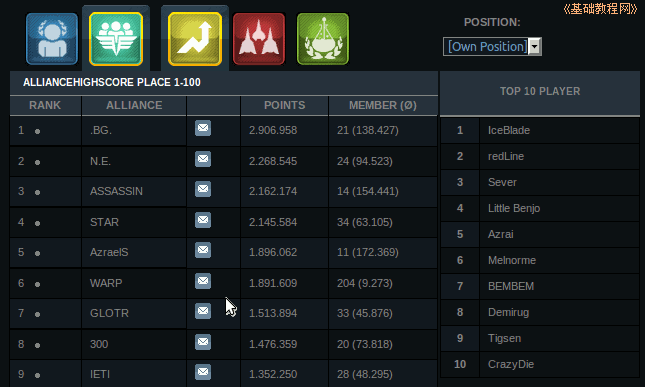 《基础教程网》
POSITION:
[Own Position]
ALLIANCEHIGHSCORE PLACE 1-100
RANK ALLIANCE POINTS MEMBER (Ø)
1 .BG. 2.906.958 21 (138.427)
2 N.E. 2.268.545 24 (94.523)
3 ASSASSIN 2.162.174 14 (154.441)
4 STAR 2.145.584 34 (63.105)
5 AzraelS 1.896.062 11 (172.369)
6 WARP 1.891.609 204 (9.273)
7 GLOTR 1.513.894 33 (45.876)
8 300 1.476.359 20 (73.818)
9 IETI 1.352.250 28 (48.295)
TOP 10 PLAYER
1 IceBlade
2 redLine
3 Sever
4 Little Benjo
5 Azrai
6 Melnorme
7 BEMBEM
8 Demirug
9 Tigsen
10 CrazyDie